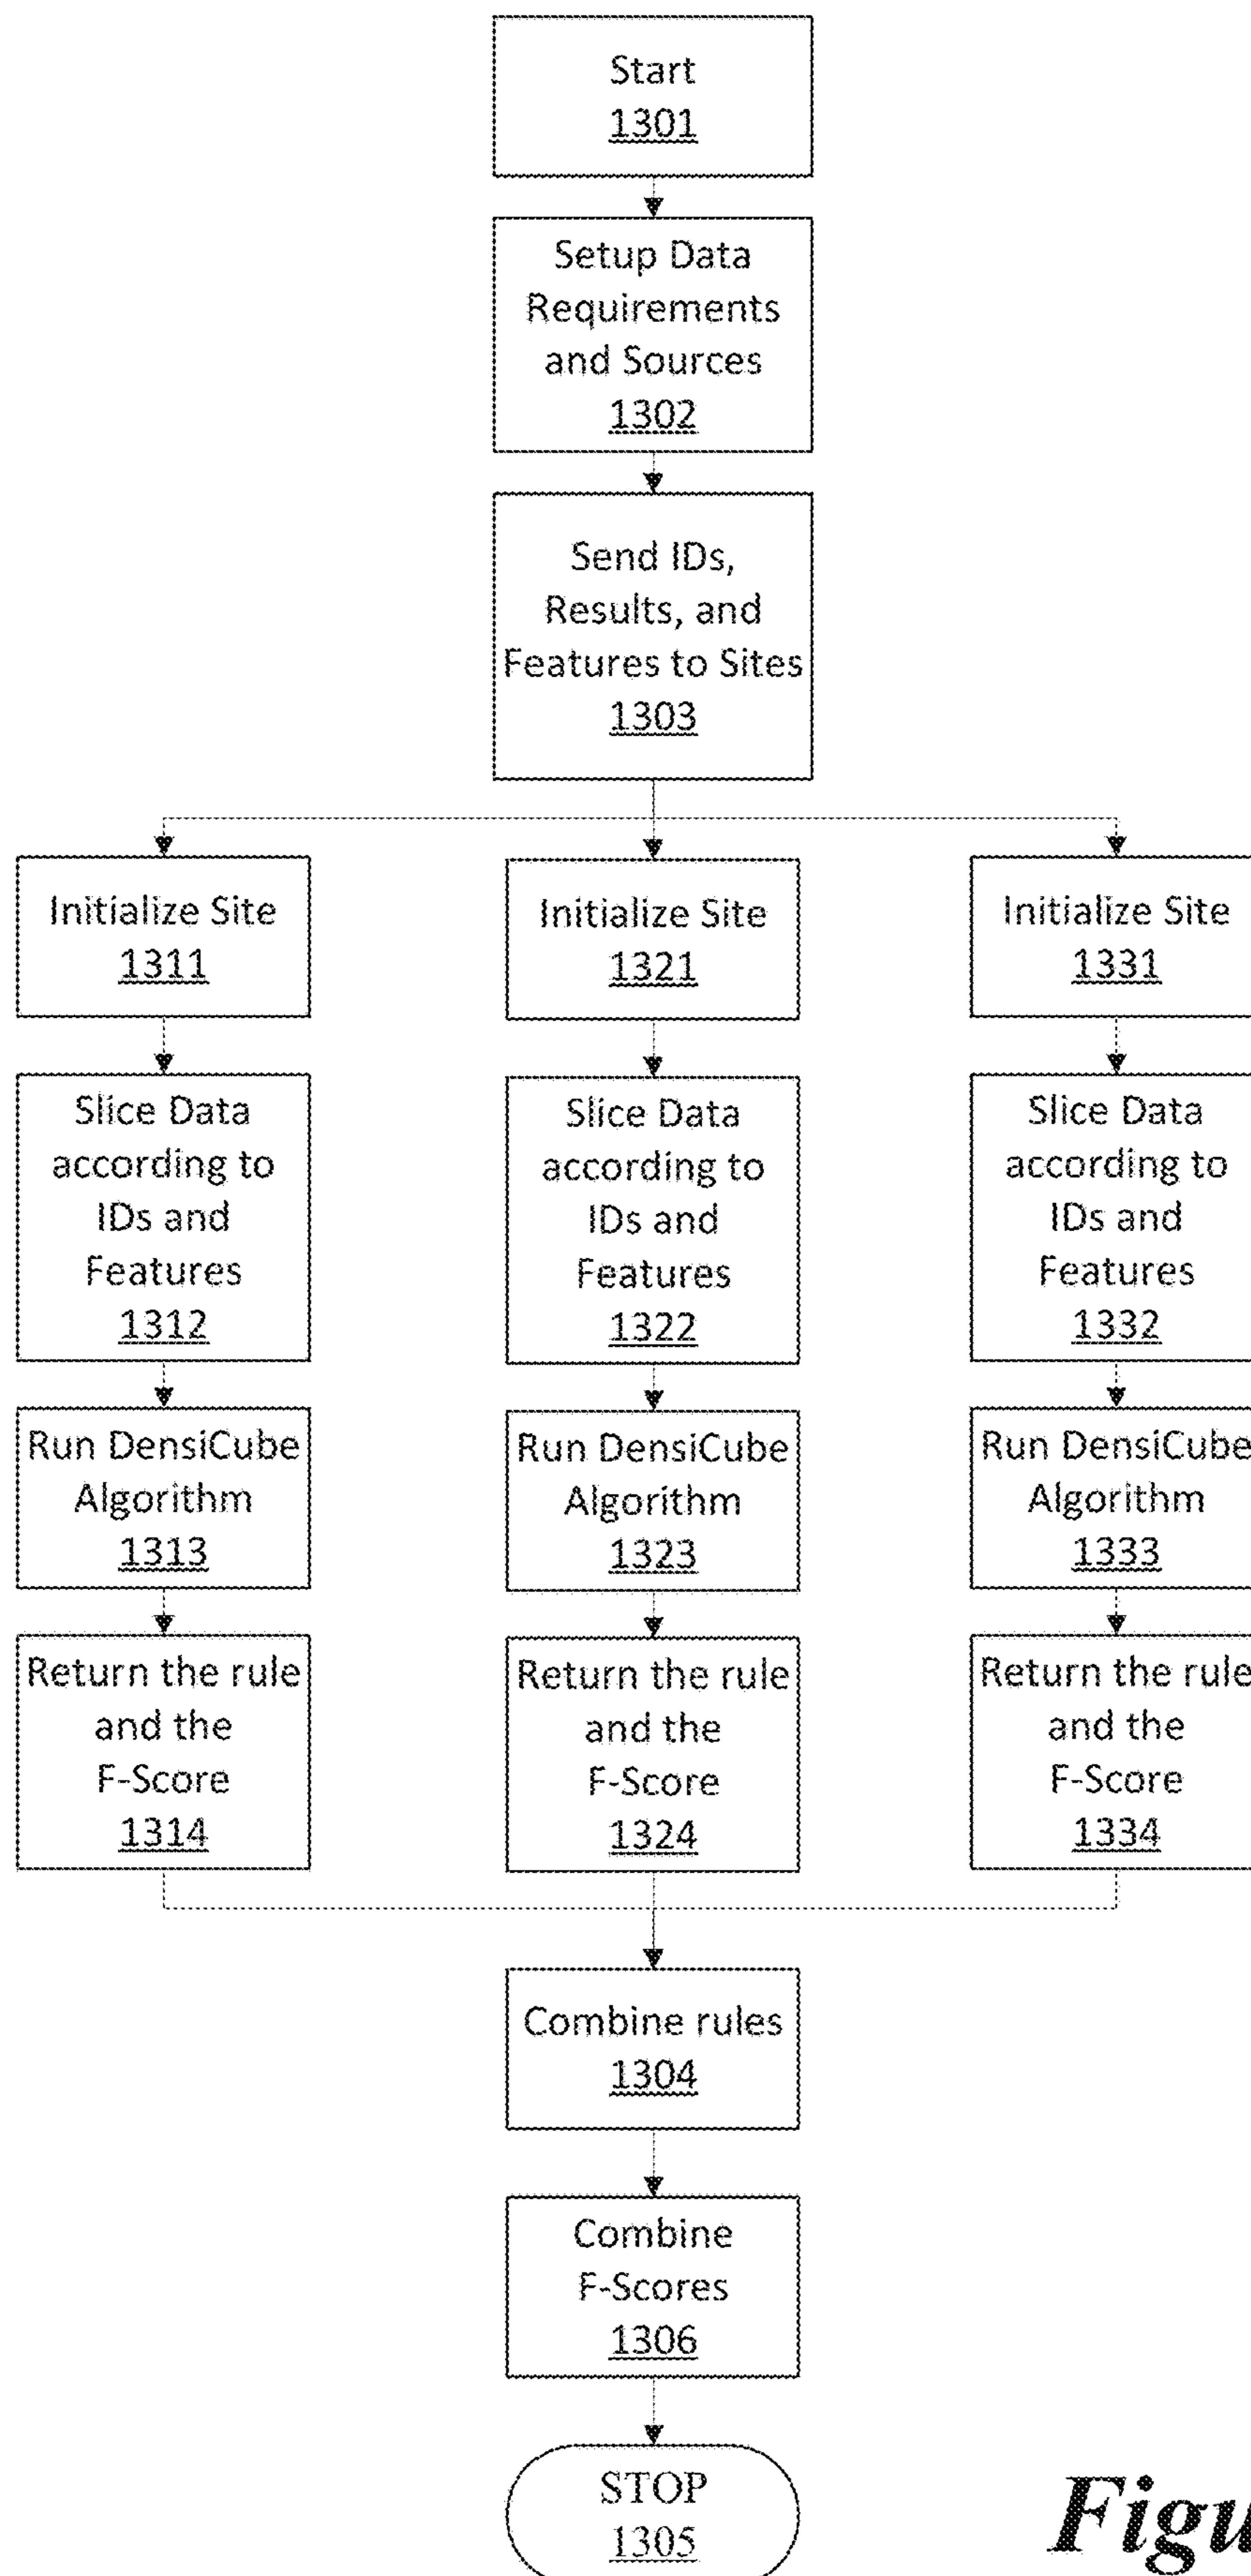 Start
1301
Setup Data
Requirements
and Sources
1302
Send IDs,
Results, and
Features to Sites
1303
Initialize Site
1311
Slice Data
according to
IDs and
Features
1312
Run DensiCube
Algorithm
1313
Return the rule
and the
F-Score
1314
Initialize Site
1321
Slice Data
according to
IDs and
Features
1322
Run DensiCube
Algorithm
1323
Return the rule
and the
F-Score
1324
Initialize Site
1331
Slice Data
according to
IDs and
Features
1332
Run DensiCube
Algorithm
1333
Return the rule
and the
F-Score
1334
Combine rules
1304
Combine
F-Scores
1306
STOP
1305